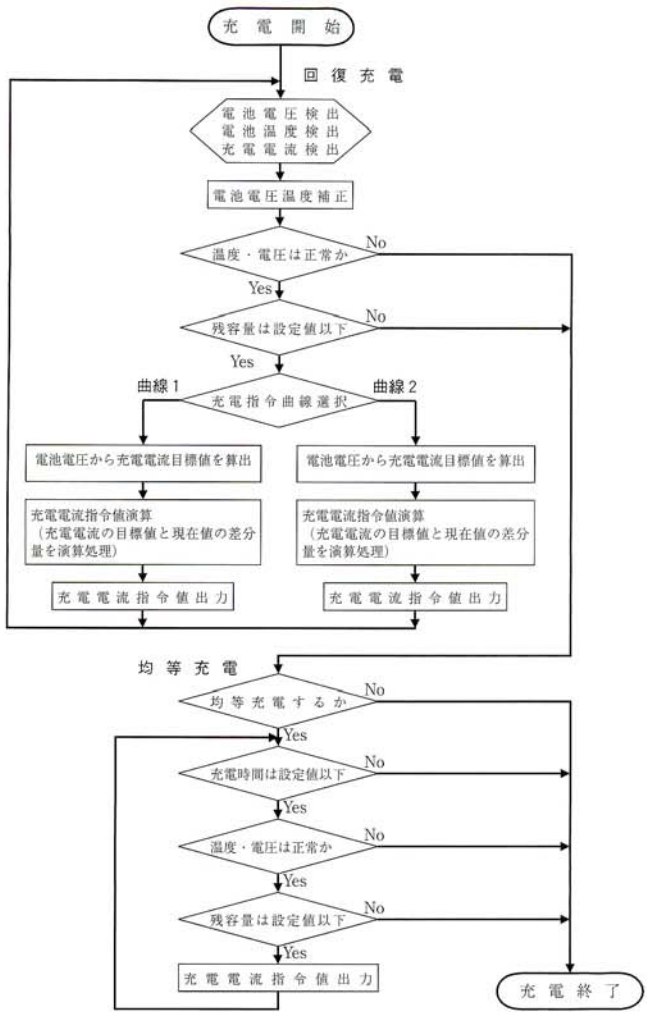 充電開始
回復充電
電池電圧検出
電池温度検出
充電電流検出
電池電圧温度補正
温度・電圧は正常か
No
Yes
残容量は設定値以下
No
Yes
曲線1
充電指令曲線選択
曲線2
電池電圧から充電電流目標値を算出
電池電圧から充電電流目標値を算出
充電電流指令値演算
(充電電流の目標値と現在値の差分
量を演算処理)
充電電流指令値演算
(充電電流の目標値と現在値の差分
量を演算処理)
充電電流指令値出力
充電電流指令値出力
均等充電
均等充電するか
No
Yes
充電時間は設定値以下
No
Yes
温度・電圧は正常か
No
Yes
残容量は設定値以下
No
Yes
充電電流指令値出力
充電終了